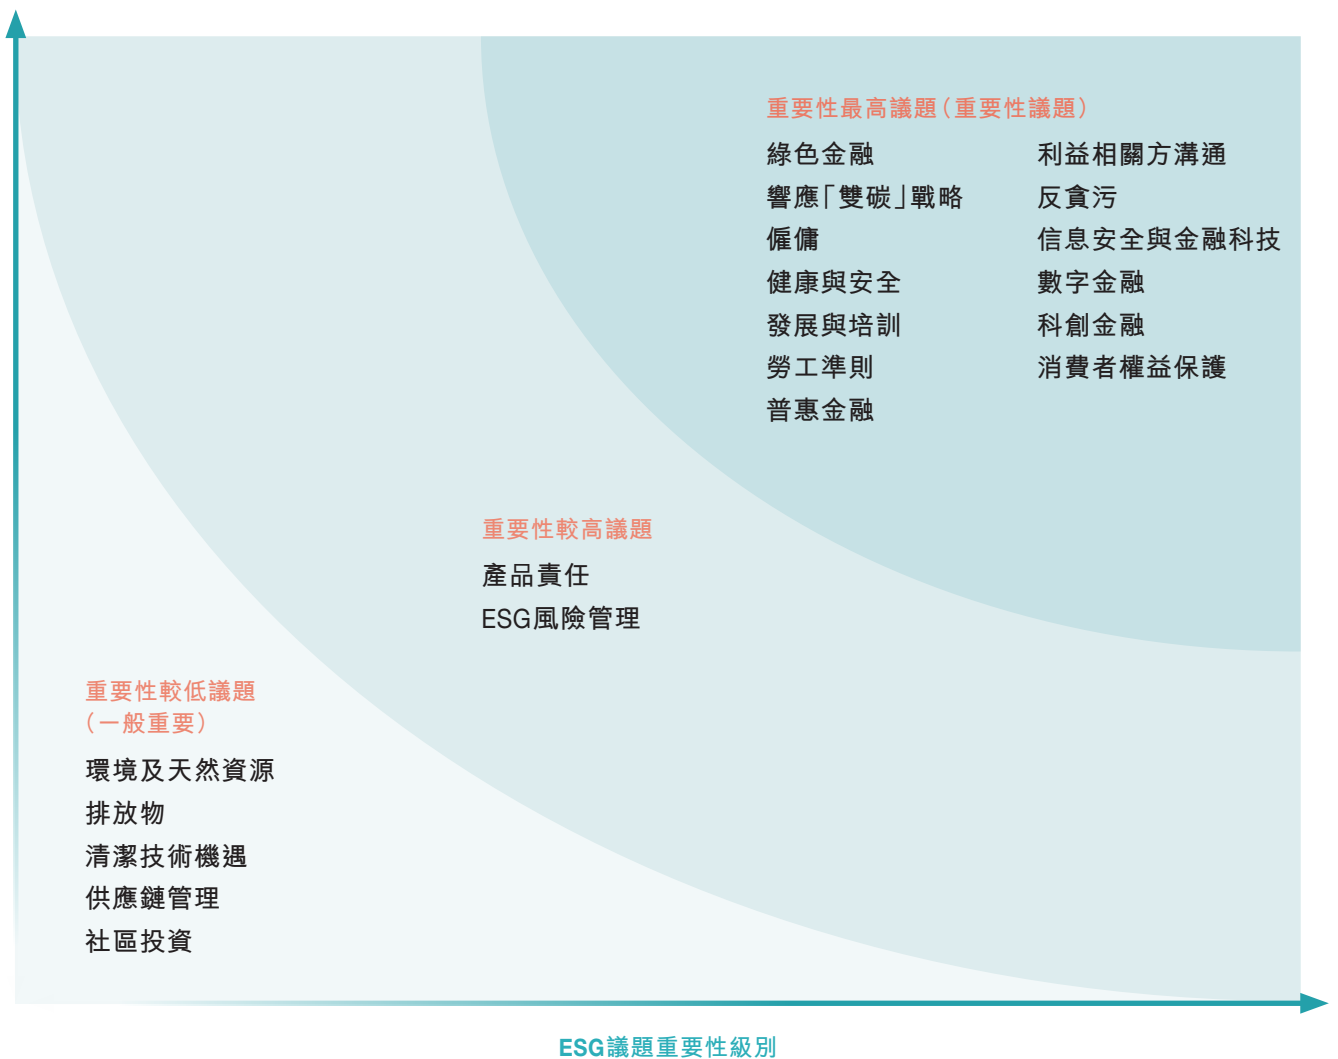 重要性最高議題（重要性議題）
綠色金融
響應「雙碳」戰略
僱傭
健康與安全
發展與培訓
勞工準則
普惠金融
利益相關方溝通
反貪污
信息安全與金融科技
數字金融
科創金融
消費者權益保護
重要性較高議題
產品責任
ESG風險管理
重要性較低議題
（一般重要）
環境及天然資源
排放物
清潔技術機遇
供應鏈管理
社區投資
ESG議題重要性級別